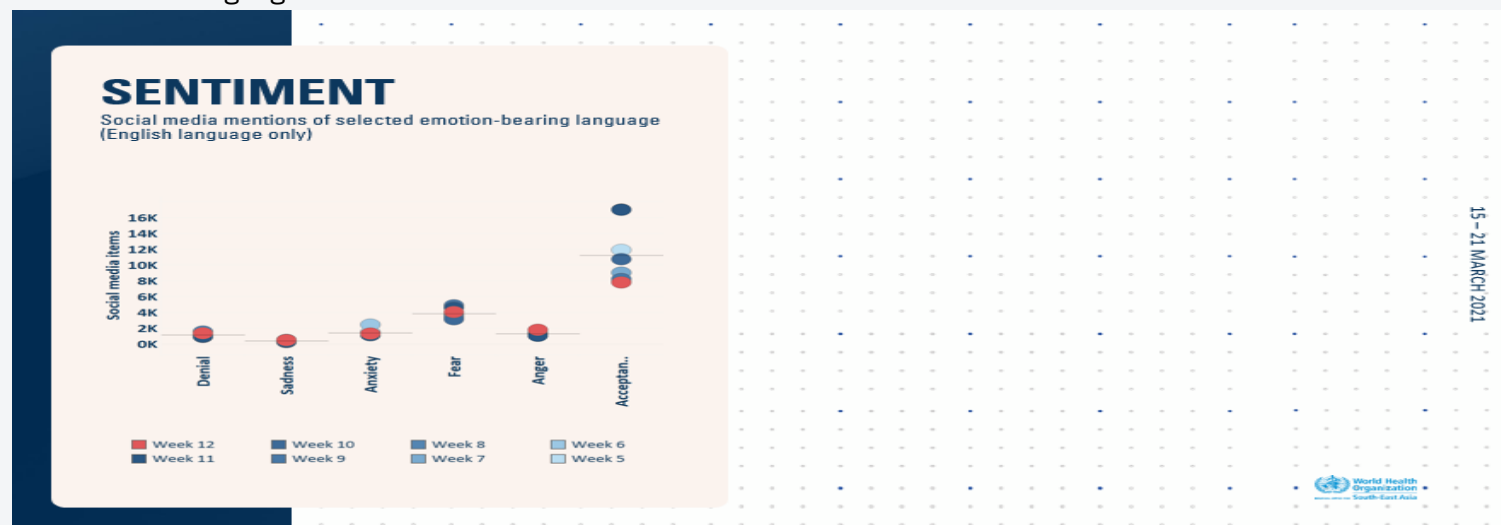 SENTIMENT
Social media mentions of selected emotion-bearing language
(English language only)
Social media items
16K
14K
12K
10K
8K
6K
4K
2K
0K
Denial
Sadness
Anxiety
Fear
Anger
Acceptan..
Week 12
Week 10
Week 8
Week 6
Week 11
Week 9
Week 7
Week 5
15 – 21 MARCH 2021
World Health
Organization
South-East Asia